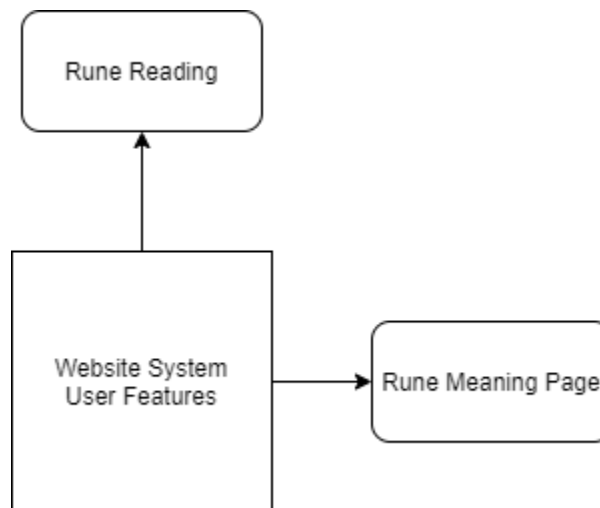 Rune Reading
Website System
User Features
Rune Meaning Page